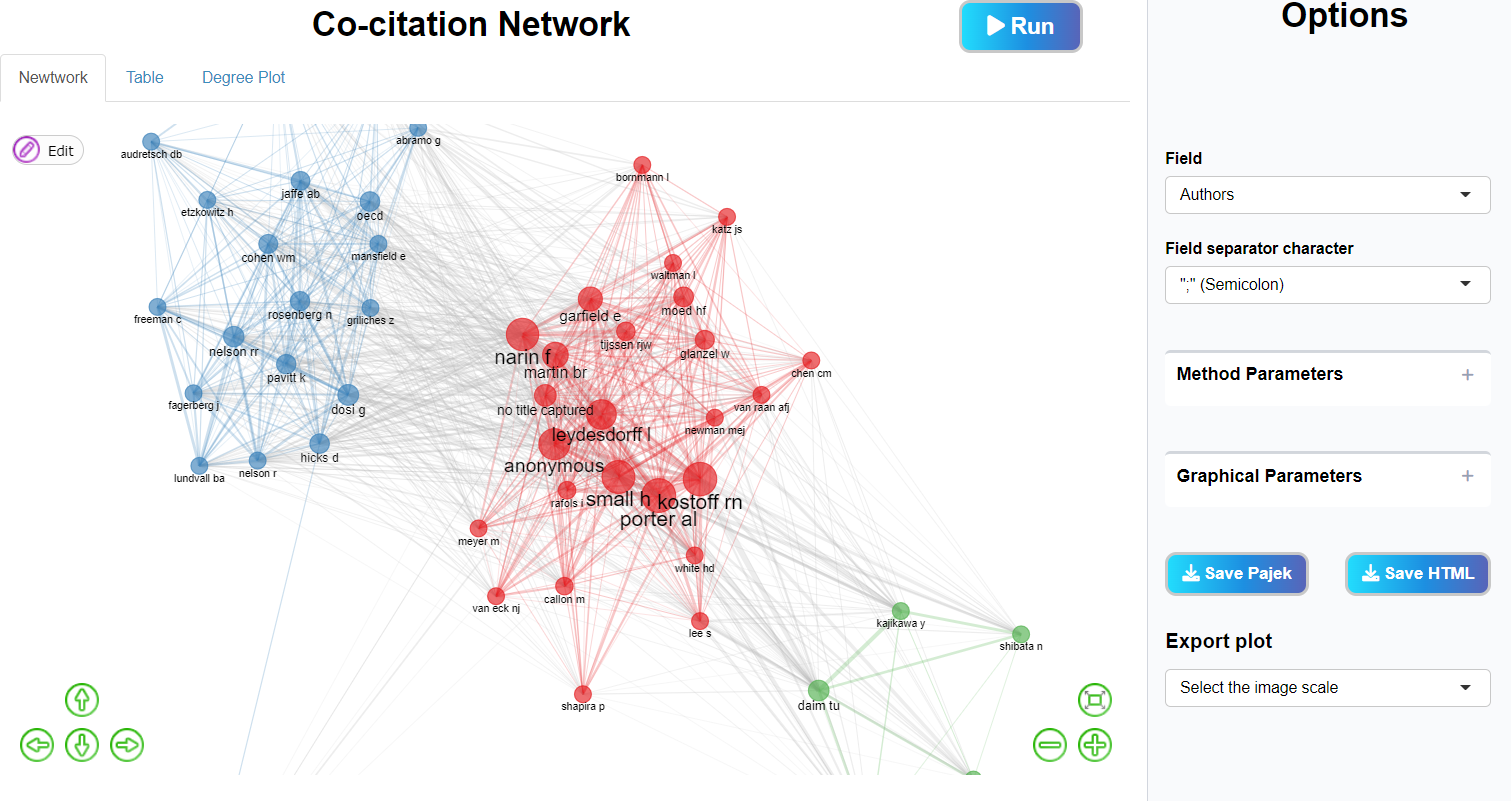 Co-citation Network
Run
Options
Newtwork
Table
Degree Plot
Edit
audretsch db
abramo g
bornmann l
jaffe ab
etzkowitz h
oecd
katz js
cohen wm
mansfield e
waltman l
freeman c
rosenberg n
griliches z
garfield e
moed hf
nelson rr
narin f
tijssen rjw
glanzel w
pavitt k
martin br
chen cm
fagerberg j
dosi g
no title captured
van raan afj
newman mej
leydesdorff l
hicks d
anonymous
lundvall ba
nelson r
rafols i
small h
kostoff rn
porter al
meyer m
white hd
van eck nj
callon m
lee s
kajikawa y
shibata n
shapira p
daim tu
Field
Authors
Field separator character
";" (Semicolon)
Method Parameters
+
Graphical Parameters
+
Save Pajek
Save HTML
Export plot
Select the image scale